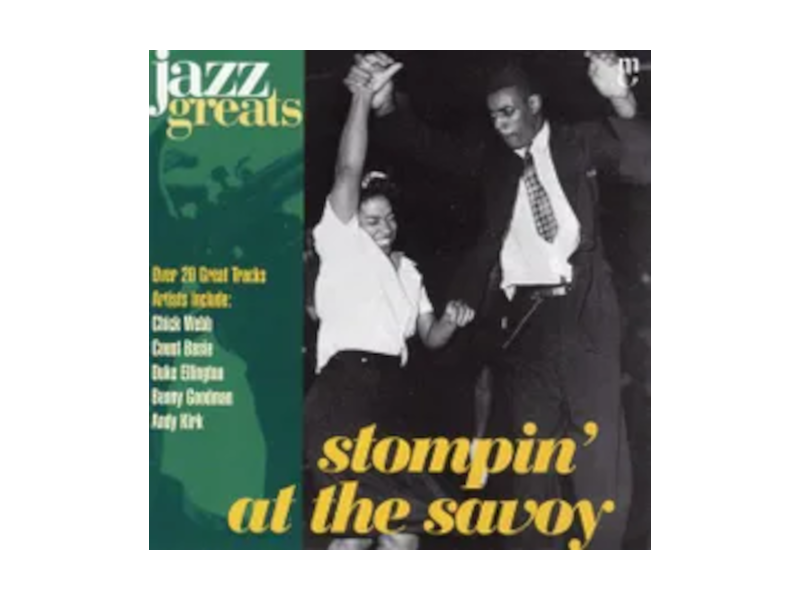 jazz
greats
m
Over 20 Great Tracks
Artists include:
Chick Webb
Count Basie
Duke Ellington
Benny Goodman
Andy Kirk
stompin'
at the savoy